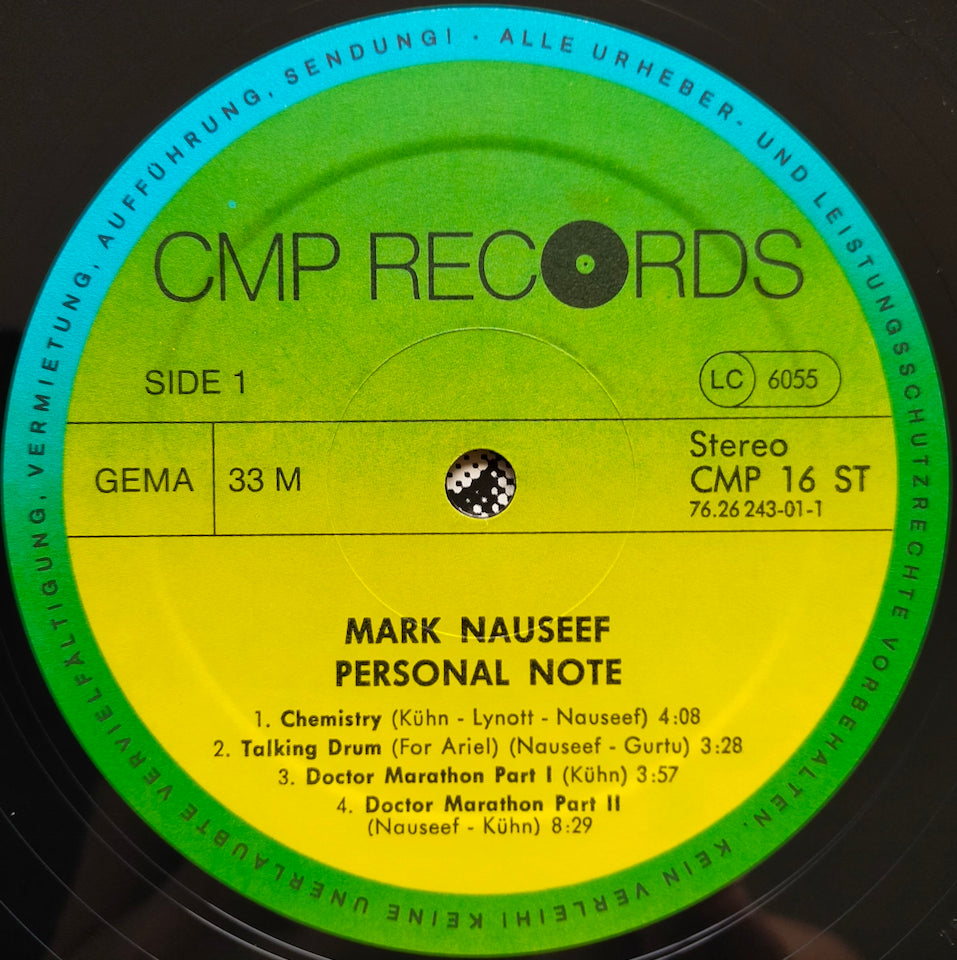 ALLE URHEBER- UND LEISTUNGSSCHUTZRECHTE VORBEHALTEN. KEIN VERLEIH! KEINE UNERLAUBTE VERVIELFÄLTIGUNG, VERMIETUNG, AUFFÜHRUNG, SENDUNG! ·
CMP RECORDS
SIDE 1
LC 6055
GEMA 33 M
Stereo
CMP 16 ST
76.26 243-01-1
MARK NAUSEEF
PERSONAL NOTE
1. Chemistry (Kühn - Lynott - Nauseef) 4:08
2. Talking Drum (For Ariel) (Nauseef - Gurtu) 3:28
3. Doctor Marathon Part I (Kühn) 3:57
4. Doctor Marathon Part II
(Nauseef - Kühn) 8:29